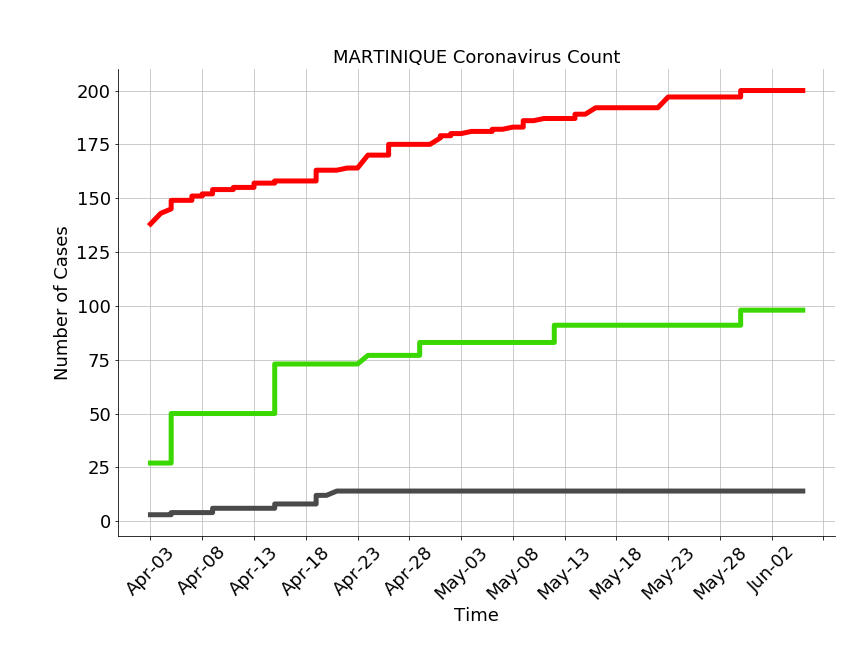 MARTINIQUE Coronavirus Count
200
175
150
125
100
75
50
25
0
Number of Cases
Apr-03
Apr-08
Apr-13
Apr-18
Apr-23
Apr-28
May-03
May-08
May-13
May-18
May-23
May-28
Jun-02
Time